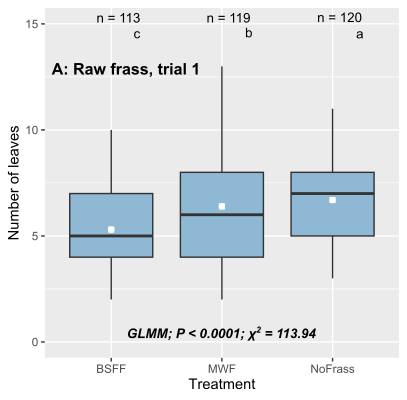 n = 113 n = 119 n = 120
c b a
A: Raw frass, trial 1
15
10
5
0
Number of leaves
GLMM; P < 0.0001; χ² = 113.94
BSFF MWF NoFrass
Treatment